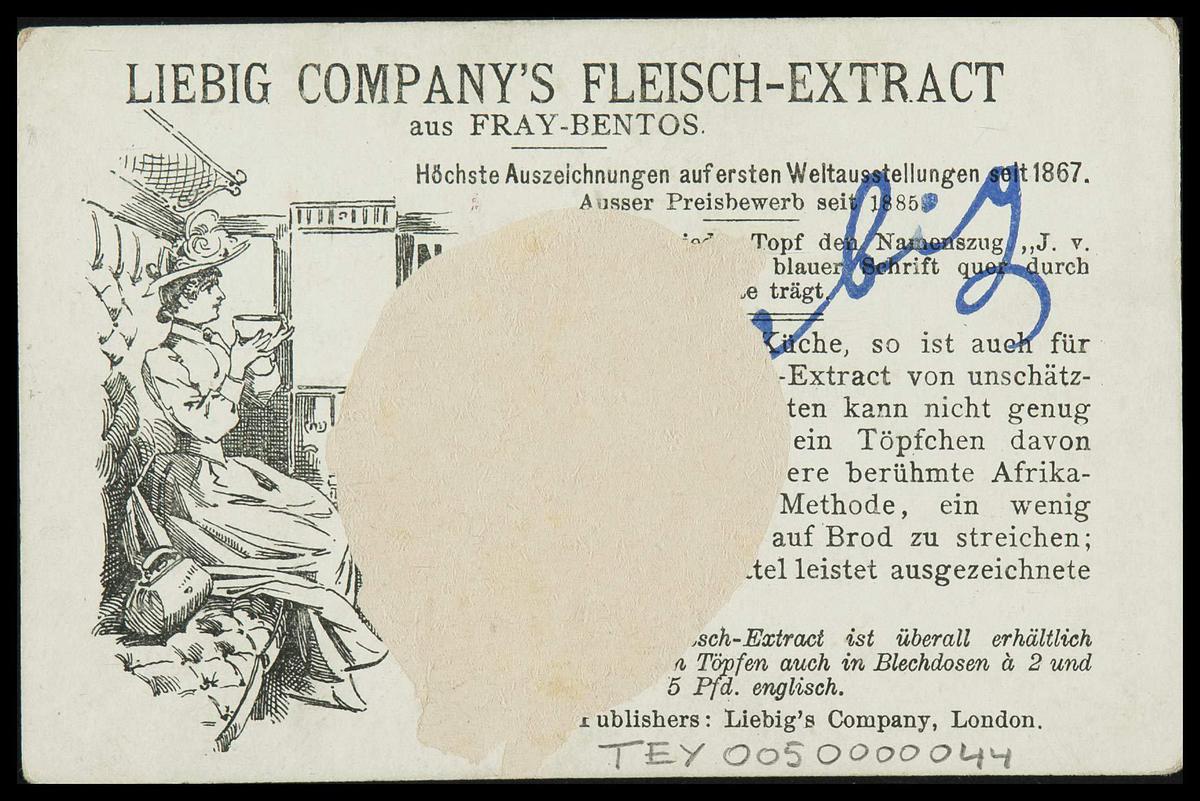 LIEBIG COMPANY'S FLEISCH-EXTRACT
aus FRAY-BENTOS.
Höchste Auszeichnungen auf ersten Weltausstellungen seit 1867.
Ausser Preisbewerb seit 1885.
Topf den Namenszug „J. v.
blauer Schrift quer durch
trägt.
Küche, so ist auch für
-Extract von unschätz-
ten kann nicht genug
ein Töpfchen davon
ere berühmte Afrika-
Methode, ein wenig
auf Brod zu streichen;
ttel leistet ausgezeichnete
sch-Extract ist überall erhältlich
n Töpfen auch in Blechdosen à 2 und
5 Pfd. englisch.
Publishers: Liebig's Company, London.
TEY 0050000044